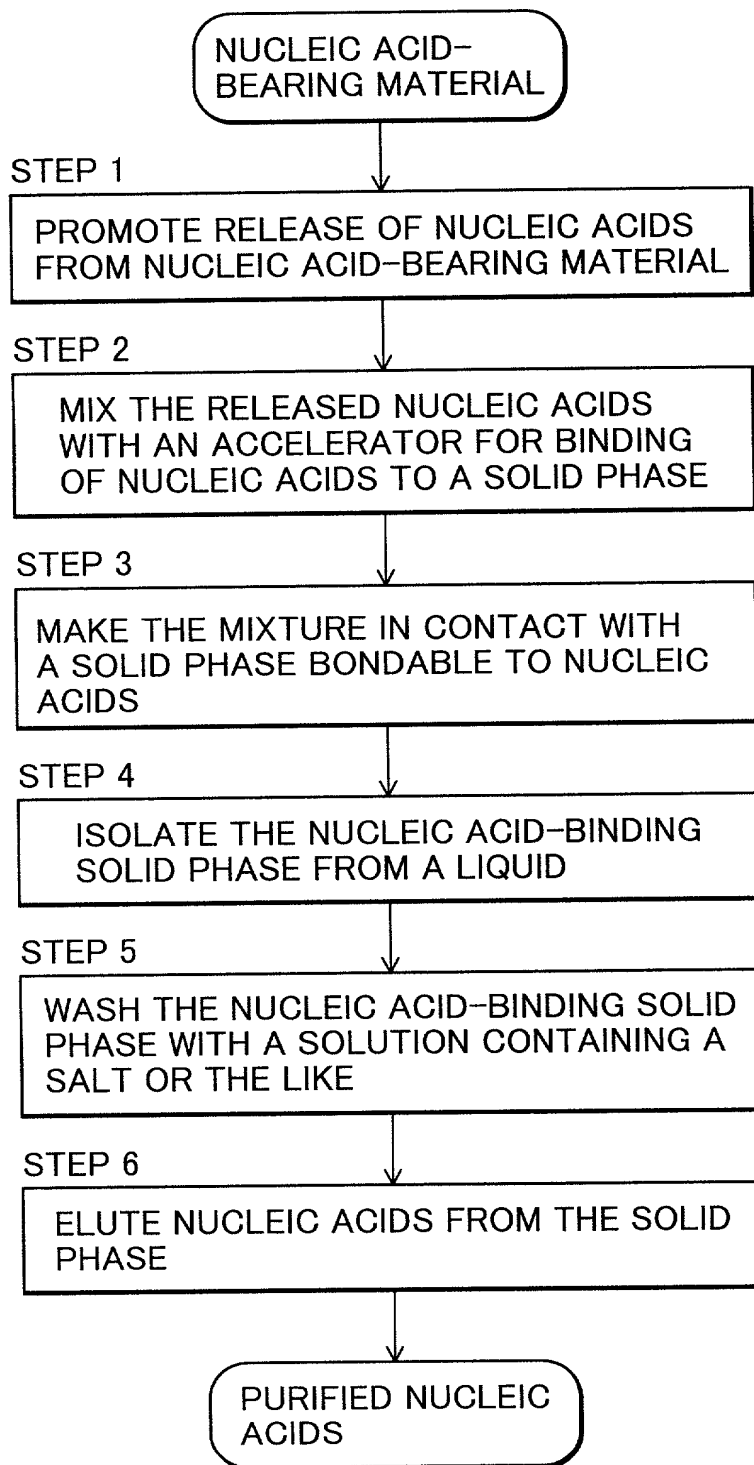 NUCLEIC ACID-
BEARING MATERIAL
STEP 1
PROMOTE RELEASE OF NUCLEIC ACIDS
FROM NUCLEIC ACID-BEARING MATERIAL
STEP 2
MIX THE RELEASED NUCLEIC ACIDS
WITH AN ACCELERATOR FOR BINDING
OF NUCLEIC ACIDS TO A SOLID PHASE
STEP 3
MAKE THE MIXTURE IN CONTACT WITH
A SOLID PHASE BONDABLE TO NUCLEIC
ACIDS
STEP 4
ISOLATE THE NUCLEIC ACID-BINDING
SOLID PHASE FROM A LIQUID
STEP 5
WASH THE NUCLEIC ACID-BINDING SOLID
PHASE WITH A SOLUTION CONTAINING A
SALT OR THE LIKE
STEP 6
ELUTE NUCLEIC ACIDS FROM THE SOLID
PHASE
PURIFIED NUCLEIC
ACIDS